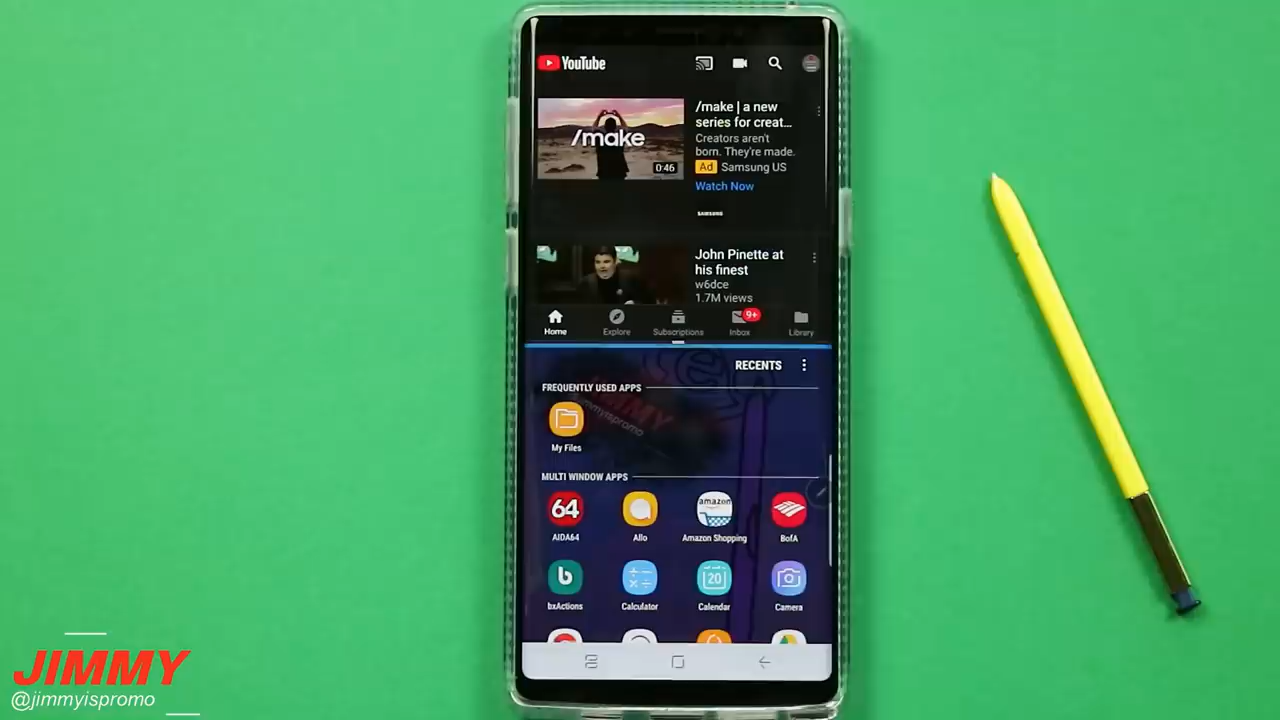 YouTube
/make | a new
series for creat...
Creators aren't
born. They're made.
Ad Samsung US
Watch Now
SAMSUNG
/make
0:46
John Pinette at
his finest
w6dce
1.7M views
Home
Explore
Subscriptions
9+
Inbox
Library
RECENTS
FREQUENTLY USED APPS
JIMMY
@jimmyispromo
My Files
MULTI WINDOW APPS
64
amazon
AIDA64
Allo
Amazon Shopping
BofA
b
20
bxActions
Calculator
Calendar
Camera
JIMMY
@jimmyispromo